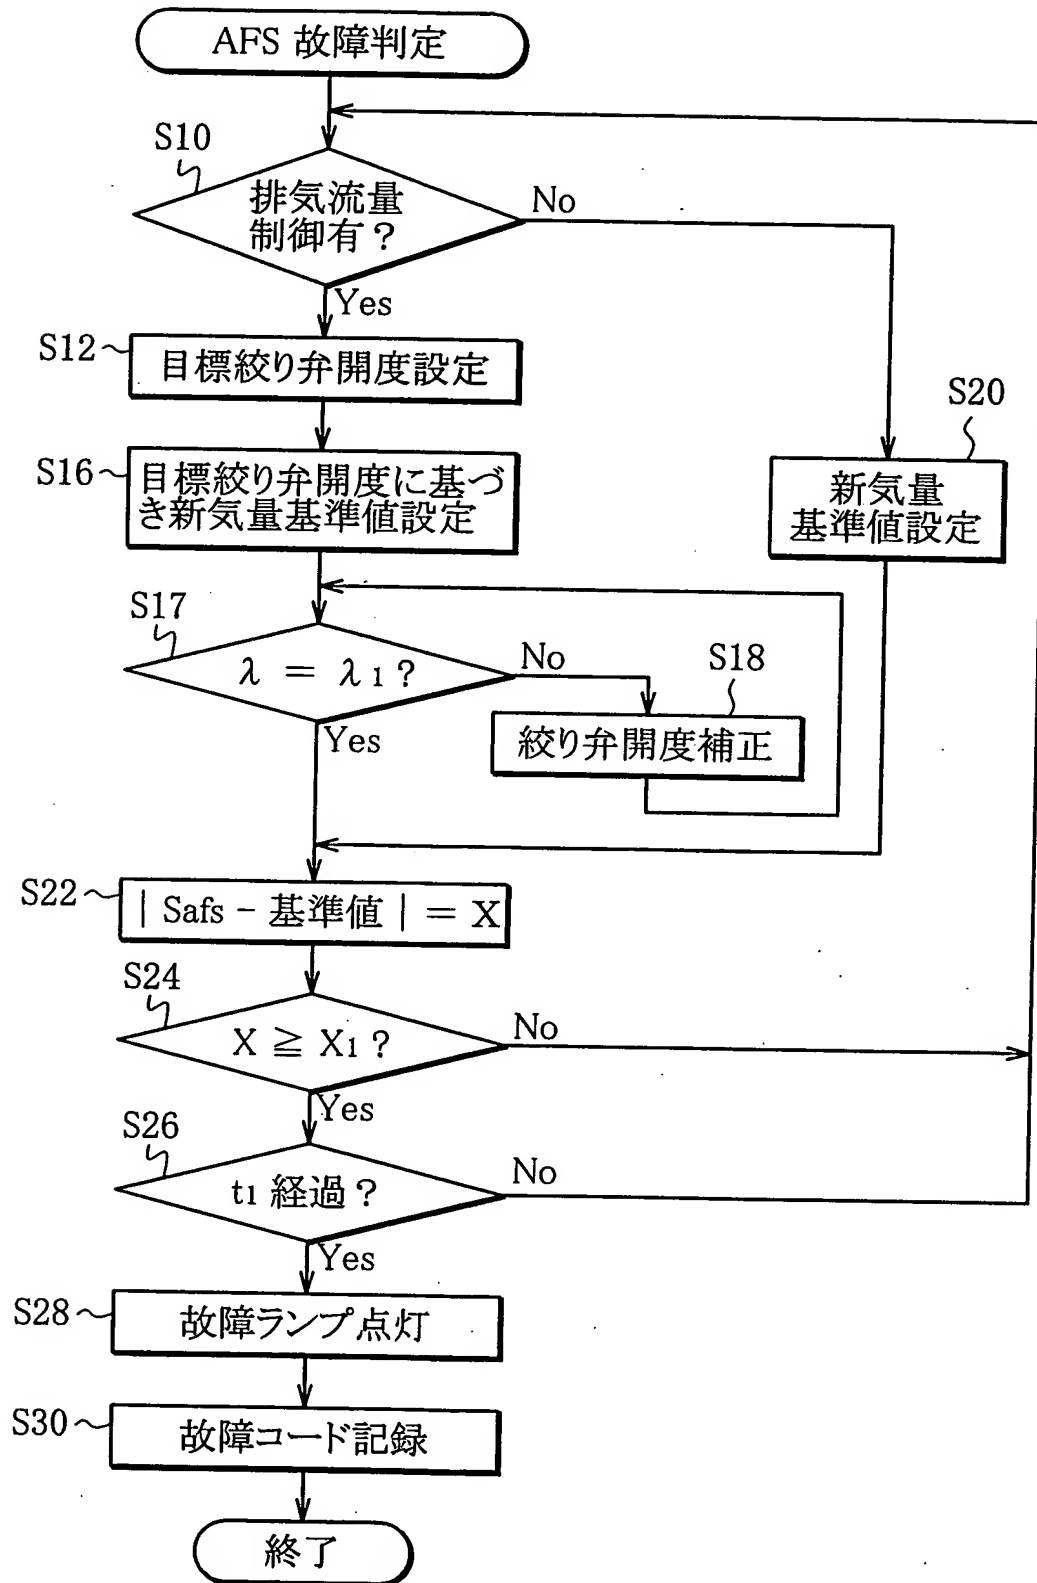 AFS 故障判定
S10
排気流量
制御有？
No
Yes
S12
目標絞り弁開度設定
S20
S16
目標絞り弁開度に基づ
き新気量基準値設定
新気量
基準値設定
S17
λ = λ1？
No
S18
Yes
絞り弁開度補正
S22
| Safs - 基準値 | = X
S24
X ≧ X1？
No
Yes
S26
t1 経過？
No
Yes
S28
故障ランプ点灯
S30
故障コード記録
終了